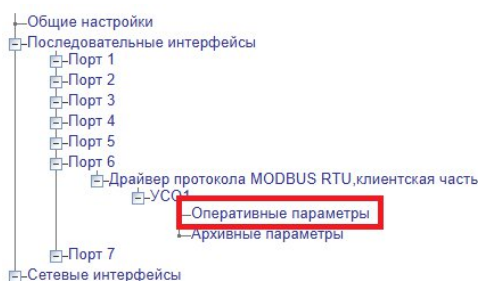 Общие настройки
Последовательные интерфейсы
Порт 1
Порт 2
Порт 3
Порт 4
Порт 5
Порт 6
Драйвер протокола MODBUS RTU,клиентская часть
УСО1
Оперативные параметры
Архивные параметры
Порт 7
Сетевые интерфейсы